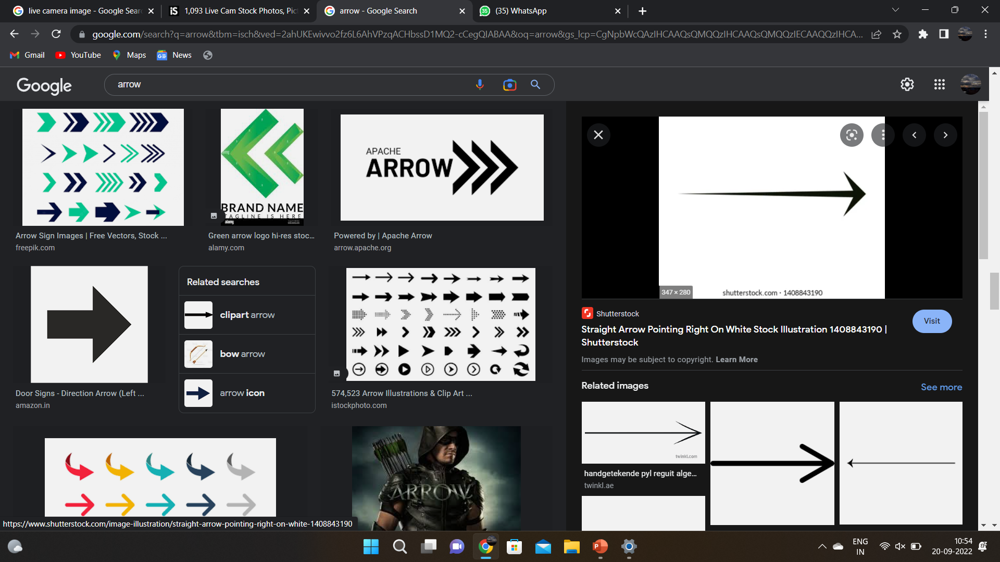 live camera image - Google Sear
1,093 Live Cam Stock Photos, Pic
arrow - Google Search
35
(35) WhatsApp
google.com/search?q=arrow&tbm=isch&ved=2ahUKEwivvo2fz6L6AhVPzqACHbssD1MQ2-cCegQIABAA&oq=arrow&gs_lcp=CgNpbWcQAzIHCAAQsQMQQzIHCAAQsQMQQzIECAAQQzIHCA...
Gmail
YouTube
Maps
News
Google
arrow
APACHE
ARROW
BRAND NAME
TAGLINE IS HERE
alamy
Arrow Sign Images | Free Vectors, Stock ...
freepik.com
Green arrow logo hi-res stoc...
alamy.com
Powered by | Apache Arrow
arrow.apache.org
Related searches
clipart arrow
bow arrow
arrow icon
Door Signs - Direction Arrow (Left ...
amazon.in
574,523 Arrow Illustrations & Clip Art ...
istockphoto.com
ARROW
347 × 280
shutterstock.com · 1408843190
Shutterstock
Straight Arrow Pointing Right On White Stock Illustration 1408843190 |
Shutterstock
Visit
Images may be subject to copyright. Learn More
Related images
See more
twinkl.com
handgetekende pyl reguit alge...
twinkl.ae
https://www.shutterstock.com/image-illustration/straight-arrow-pointing-right-on-white-1408843190
ENG
IN
10:54
20-09-2022